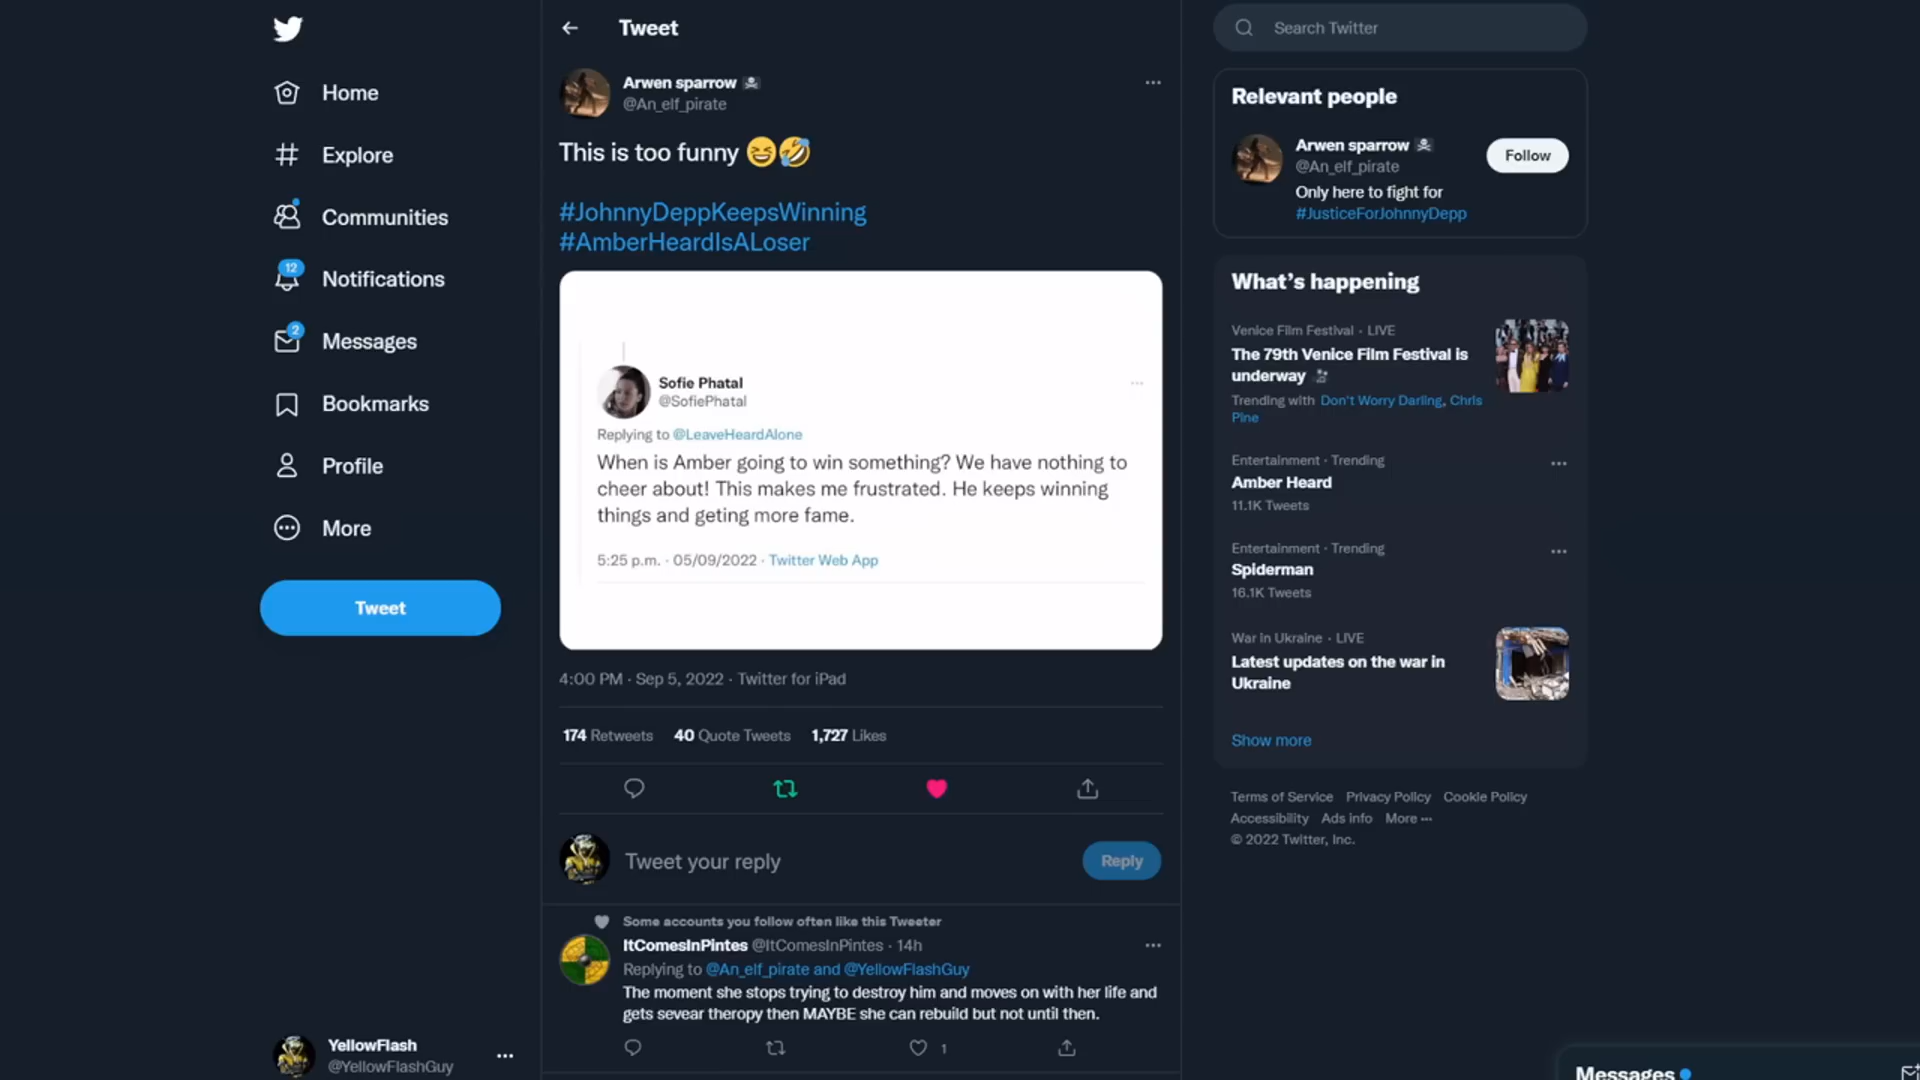 Home
Explore
Communities
12
Notifications
2
Messages
Bookmarks
Profile
More
Tweet
YellowFlash
@YellowFlashGuy
Tweet
Arwen sparrow
@An_elf_pirate
This is too funny 😆🤣
#JohnnyDeppKeepsWinning
#AmberHeardIsALoser
Sofie Phatal
@SofiePhatal
Replying to @LeaveHeardAlone
When is Amber going to win something? We have nothing to
cheer about! This makes me frustrated. He keeps winning
things and geting more fame.
5:25 p.m. · 05/09/2022 · Twitter Web App
4:00 PM · Sep 5, 2022 · Twitter for iPad
174 Retweets 40 Quote Tweets 1,727 Likes
Tweet your reply
Reply
Some accounts you follow often like this Tweeter
ItComesInPintes @ItComesInPintes · 14h
Replying to @An_elf_pirate and @YellowFlashGuy
The moment she stops trying to destroy him and moves on with her life and
gets sevear theropy then MAYBE she can rebuild but not until then.
1
Search Twitter
Relevant people
Arwen sparrow
@An_elf_pirate
Follow
Only here to fight for
#JusticeForJohnnyDepp
What's happening
Venice Film Festival · LIVE
The 79th Venice Film Festival is
underway
Trending with Don't Worry Darling, Chris
Pine
Entertainment · Trending
Amber Heard
11.1K Tweets
Entertainment · Trending
Spiderman
16.1K Tweets
War in Ukraine · LIVE
Latest updates on the war in
Ukraine
Show more
Terms of Service Privacy Policy Cookie Policy
Accessibility Ads info More ···
© 2022 Twitter, Inc.
Messages